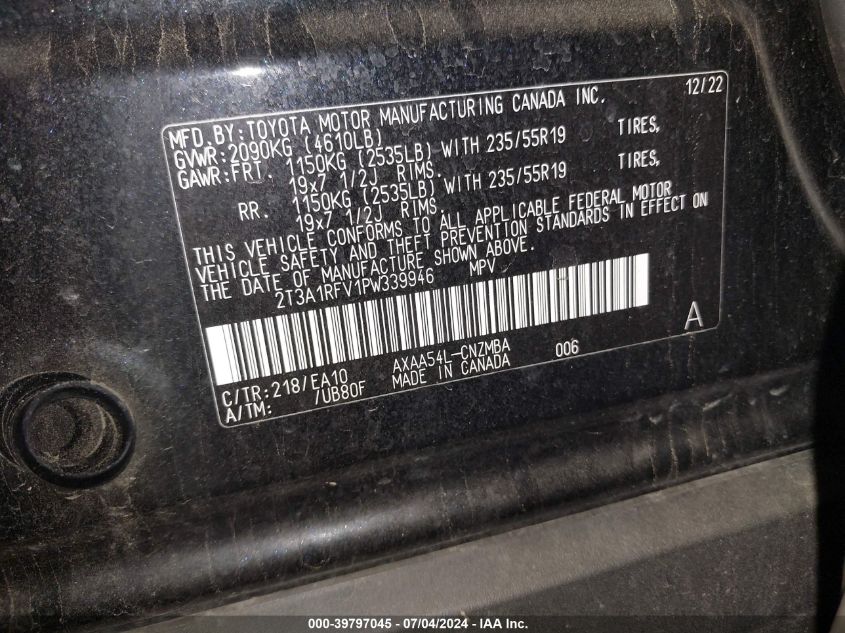 MFD. BY: TOYOTA MOTOR MANUFACTURING CANADA INC. 12/22
GVWR: 2090KG (4610LB)
GAWR: FRT. 1150KG (2535LB) WITH 235/55R19 TIRES,
19x7 1/2J RIMS.
RR. 1150KG (2535LB) WITH 235/55R19 TIRES,
19x7 1/2J RIMS.
THIS VEHICLE CONFORMS TO ALL APPLICABLE FEDERAL MOTOR
VEHICLE SAFETY AND THEFT PREVENTION STANDARDS IN EFFECT ON
THE DATE OF MANUFACTURE SHOWN ABOVE.
2T3A1RFV1PW339946 MPV
A
C/TR: 218/EA10 AXAA54L-CNZMBA 006
A/TM: /UB80F MADE IN CANADA
000-39797045 - 07/04/2024 - IAA Inc.